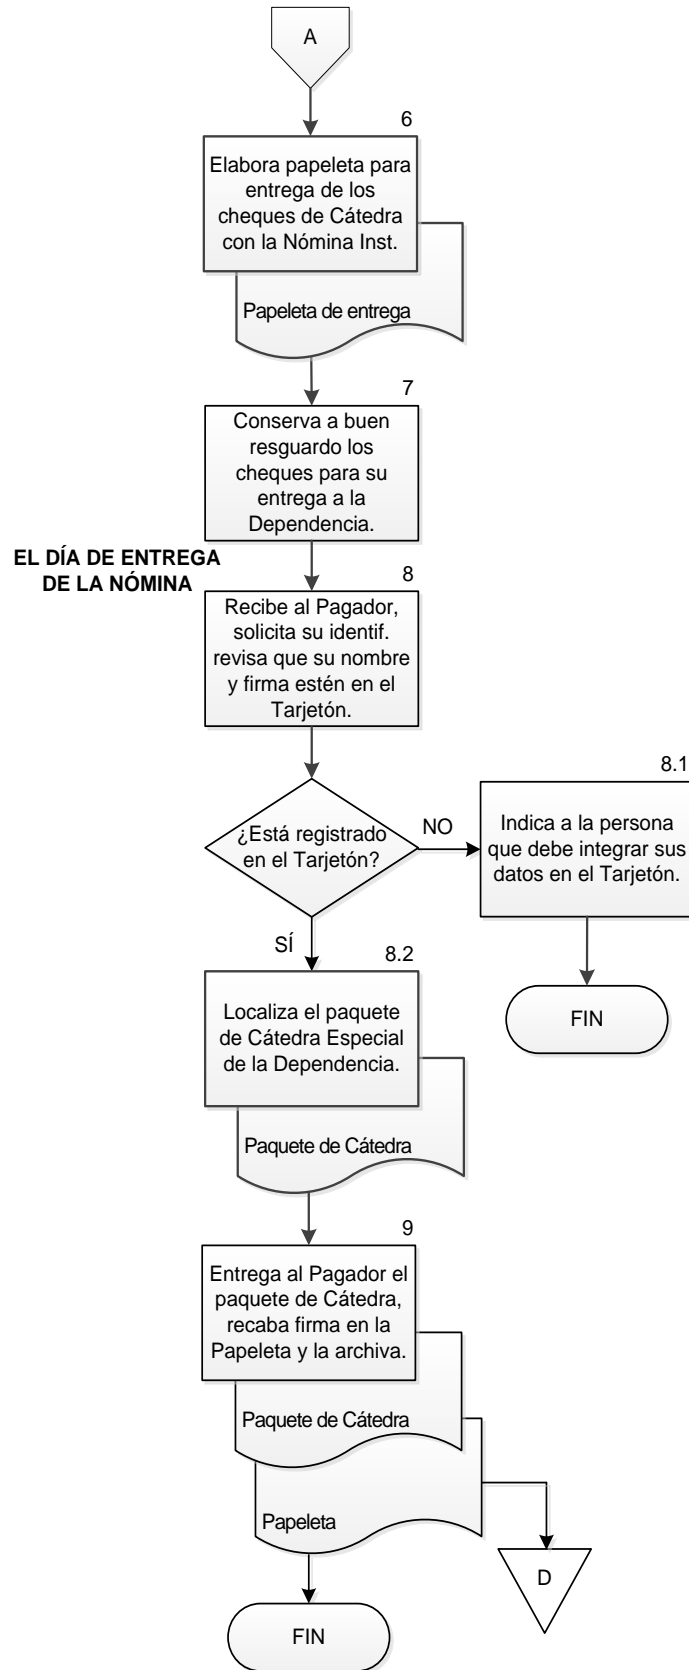 A
6
Elabora papeleta para
entrega de los
cheques de Cátedra
con la Nómina Inst.
Papeleta de entrega
7
Conserva a buen
resguardo los
cheques para su
entrega a la
Dependencia.
EL DÍA DE ENTREGA
DE LA NÓMINA
8
Recibe al Pagador,
solicita su identif.
revisa que su nombre
y firma estén en el
Tarjetón.
¿Está registrado
en el Tarjetón?
NO
8.1
Indica a la persona
que debe integrar sus
datos en el Tarjetón.
FIN
SÍ
8.2
Localiza el paquete
de Cátedra Especial
de la Dependencia.
Paquete de Cátedra
9
Entrega al Pagador el
paquete de Cátedra,
recaba firma en la
Papeleta y la archiva.
Paquete de Cátedra
Papeleta
D
FIN